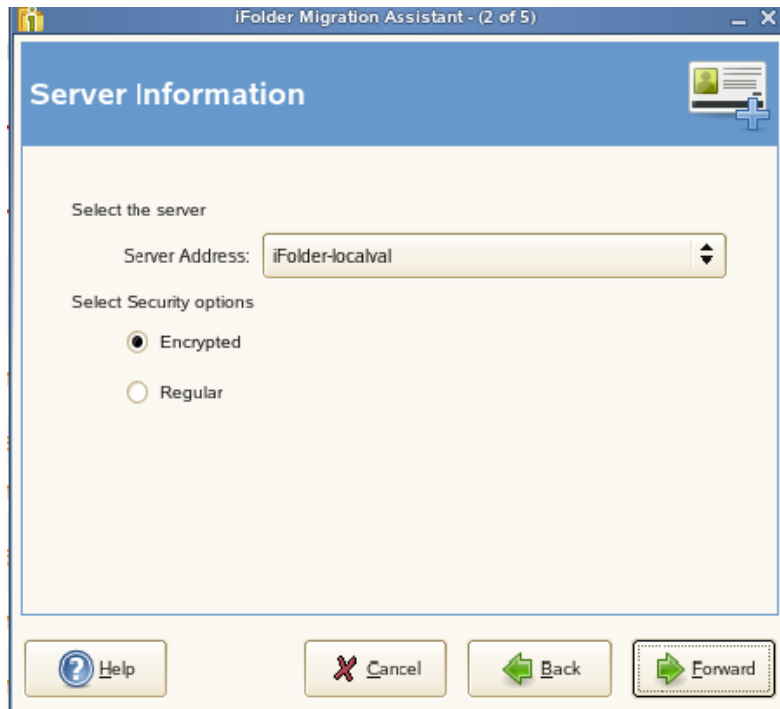 iFolder Migration Assistant - (2 of 5)
Server Information
Select the server
Server Address: iFolder-localval
Select Security options
Encrypted
Regular
Help Cancel Back Forward